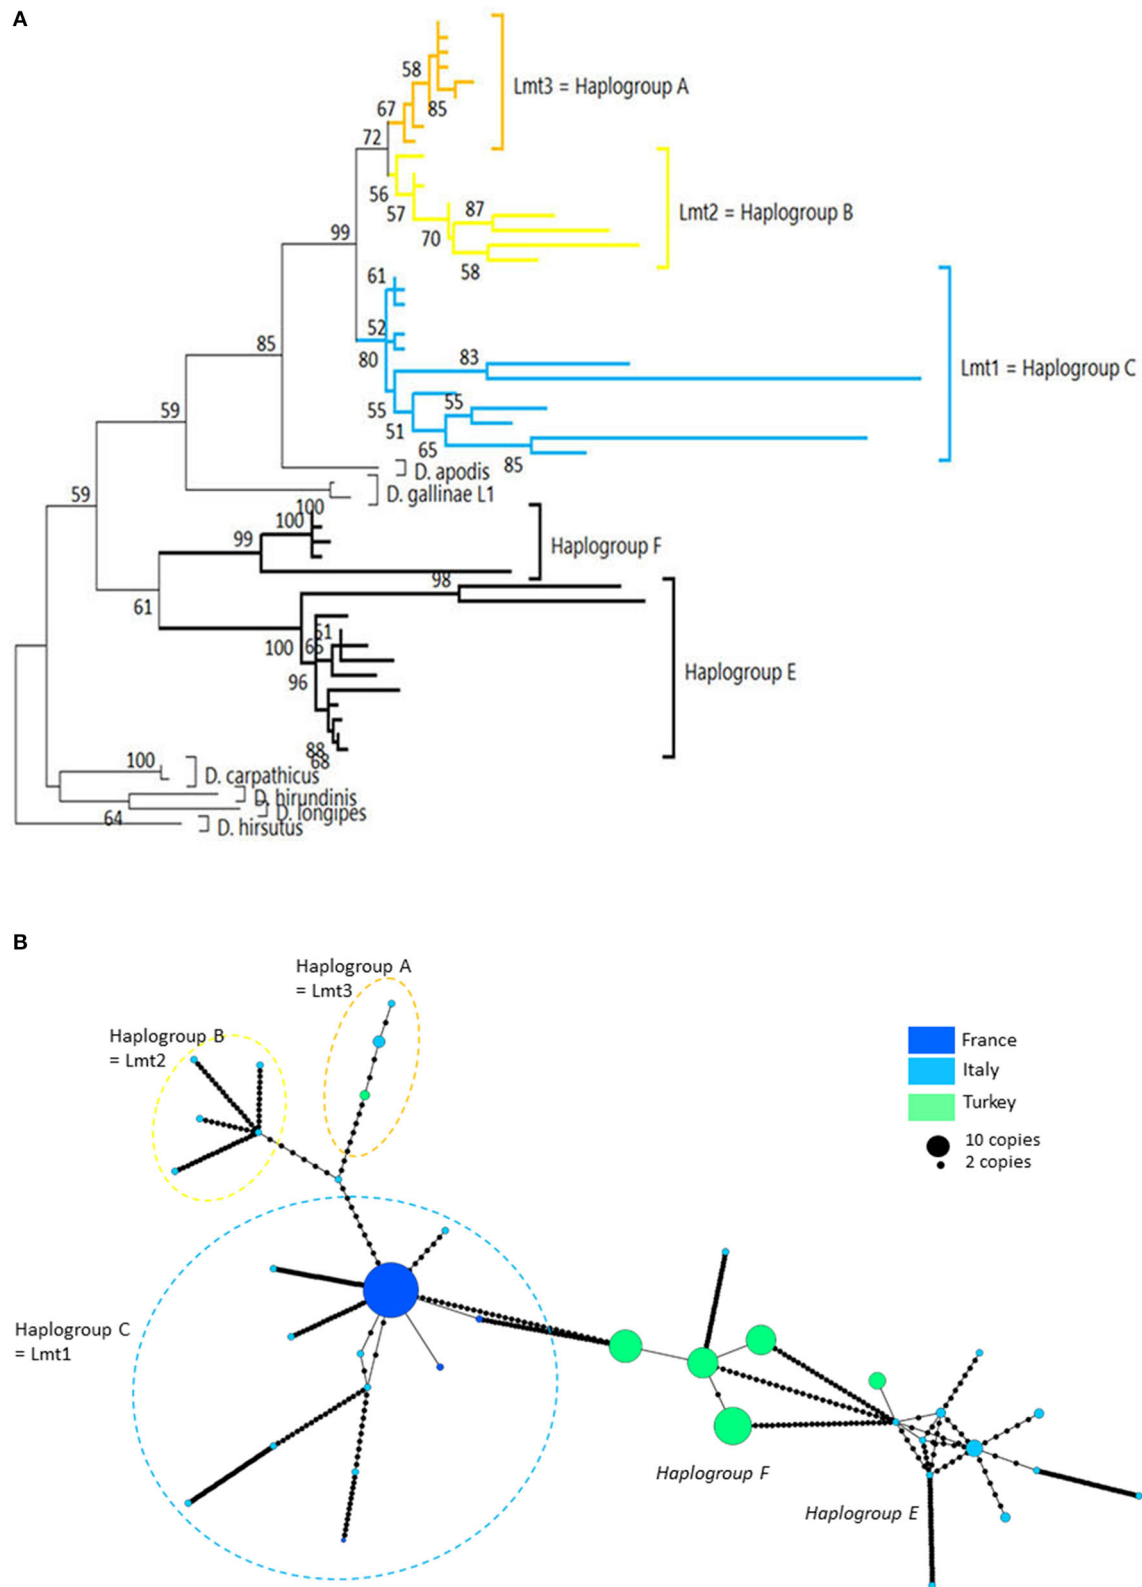 A
58
Lmt3 = Haplogroup A
67
85
72
56
87
57
Lmt2 = Haplogroup B
70
99
58
61
52
85
80
83
Lmt1 = Haplogroup C
55
55
59
51
65
85
D. apodis
D. gallinae L1
59
100
100
99
Haplogroup F
98
61
51
100
65
Haplogroup E
96
88
68
100
D. carpathicus
D. hirundinis
D. longipes
64
D. hirsutus
B
Haplogroup A
= Lmt3
Haplogroup B
= Lmt2
France
Italy
Turkey
10 copies
2 copies
Haplogroup C
= Lmt1
Haplogroup F
Haplogroup E